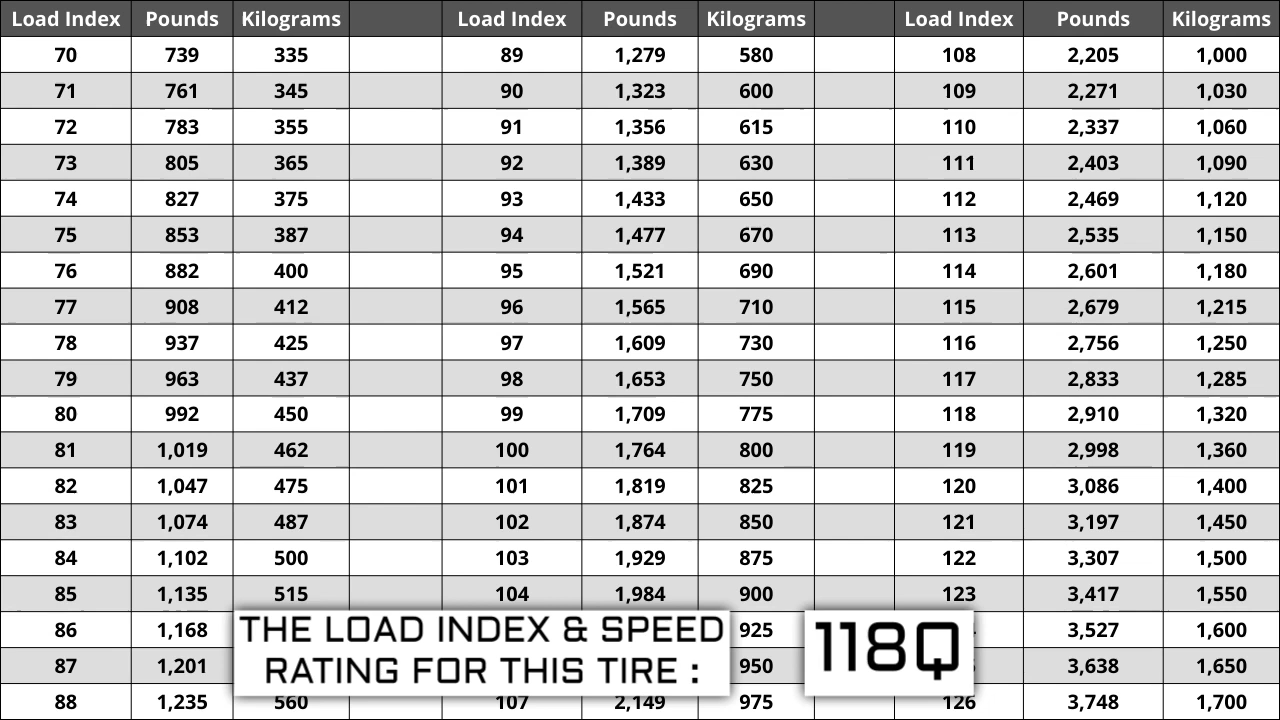 Load Index Pounds Kilograms Load Index Pounds Kilograms Load Index Pounds Kilograms
70 739 335 89 1,279 580 108 2,205 1,000
71 761 345 90 1,323 600 109 2,271 1,030
72 783 355 91 1,356 615 110 2,337 1,060
73 805 365 92 1,389 630 111 2,403 1,090
74 827 375 93 1,433 650 112 2,469 1,120
75 853 387 94 1,477 670 113 2,535 1,150
76 882 400 95 1,521 690 114 2,601 1,180
77 908 412 96 1,565 710 115 2,679 1,215
78 937 425 97 1,609 730 116 2,756 1,250
79 963 437 98 1,653 750 117 2,833 1,285
80 992 450 99 1,709 775 118 2,910 1,320
81 1,019 462 100 1,764 800 119 2,998 1,360
82 1,047 475 101 1,819 825 120 3,086 1,400
83 1,074 487 102 1,874 850 121 3,197 1,450
84 1,102 500 103 1,929 875 122 3,307 1,500
85 1,135 515 104 1,984 900 123 3,417 1,550
86 1,168 925 3,527 1,600
87 1,201 950 3,638 1,650
88 1,235 560 107 2,149 975 126 3,748 1,700
THE LOAD INDEX & SPEED
RATING FOR THIS TIRE :
118Q